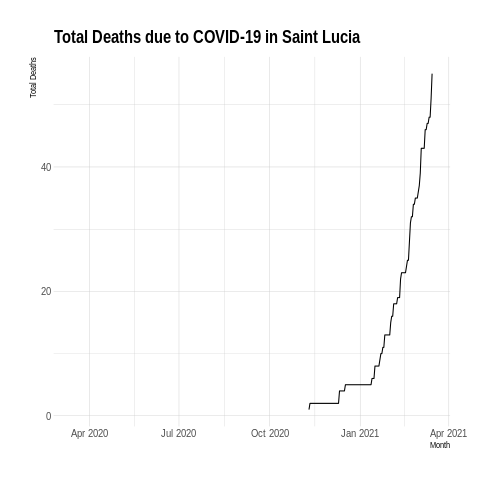 Total Deaths due to COVID-19 in Saint Lucia
Total Deaths
40
20
0
Apr 2020 Jul 2020 Oct 2020 Jan 2021 Apr 2021
Month